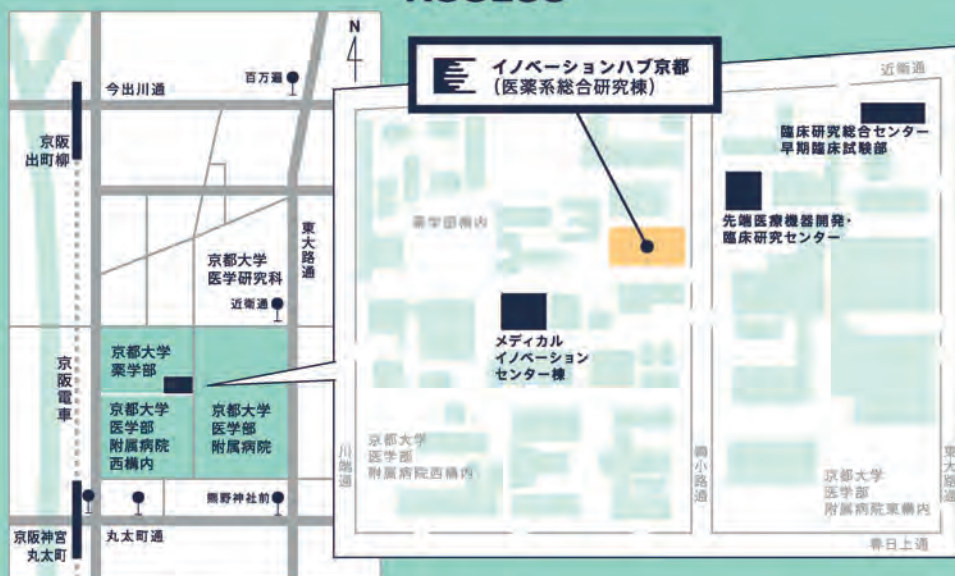 ACCESS
N
今出川通
百万遍
京阪
出町柳
東大路通
京都大学
医学研究科
近衛通
京都大学
薬学部
京都大学
医学部
附属病院
西構内
京都大学
医学部
附属病院
京阪電車
熊野神社前
京阪神宮
丸太町
丸太町通
イノベーションハブ京都
（医薬系総合研究棟）
近衛通
臨床研究総合センター
早期臨床試験部
先端医療機器開発・
臨床研究センター
薬学部構内
メディカル
イノベーション
センター棟
川端通
京都大学
医学部
附属病院西構内
鞠小路通
京都大学
医学部
附属病院東構内
東大路通
春日上通